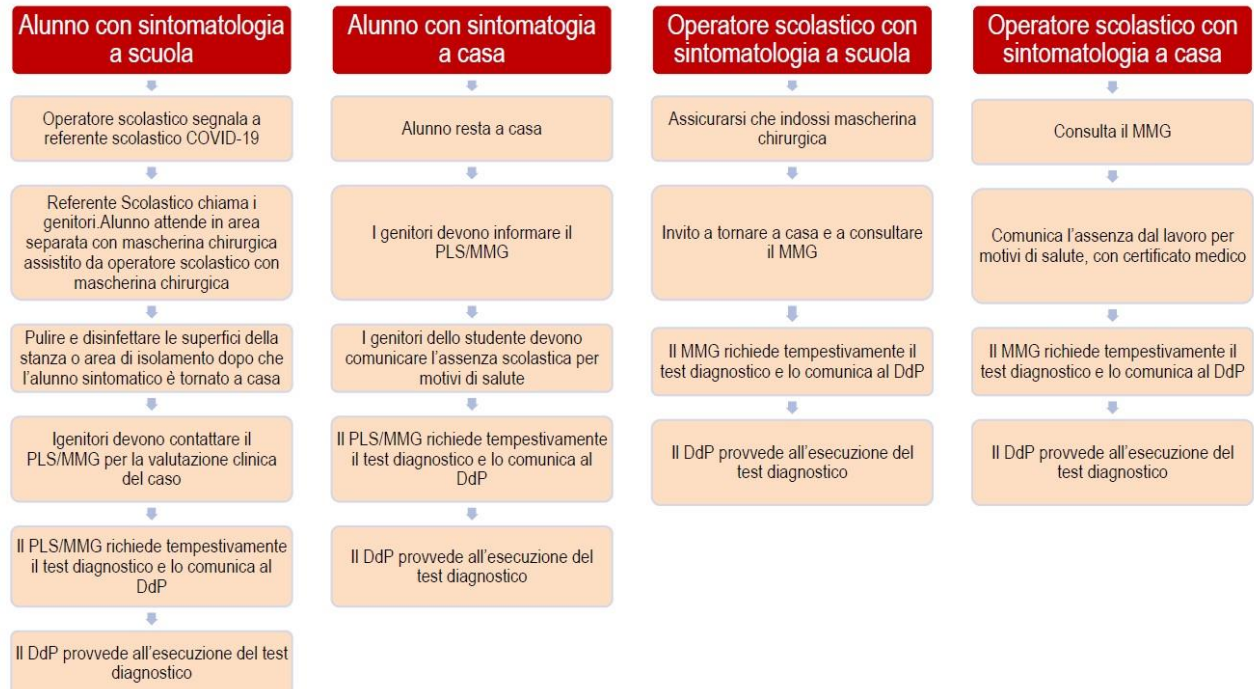 Alunno con sintomatologia
a scuola
Operatore scolastico segnala a
referente scolastico COVID-19
Referente Scolastico chiama i
genitori.Alunno attende in area
separata con mascherina chirurgica
assistito da operatore scolastico con
mascherina chirurgica
Pulire e disinfettare le superfici della
stanza o area di isolamento dopo che
l'alunno sintomatico è tornato a casa
Igenitori devono contattare il
PLS/MMG per la valutazione clinica
del caso
Il PLS/MMG richiede tempestivamente
il test diagnostico e lo comunica al
DdP
Il DdP provvede all'esecuzione del test
diagnostico
Alunno con sintomatogia
a casa
Alunno resta a casa
I genitori devono informare il
PLS/MMG
I genitori dello studente devono
comunicare l'assenza scolastica per
motivi di salute
Il PLS/MMG richiede tempestivamente
il test diagnostico e lo comunica al
DdP
Il DdP provvede all'esecuzione del
test diagnostico
Operatore scolastico con
sintomatologia a scuola
Assicurarsi che indossi mascherina
chirurgica
Invito a tornare a casa e a consultare
il MMG
Il MMG richiede tempestivamente il
test diagnostico e lo comunica al DdP
Il DdP provvede all'esecuzione del
test diagnostico
Operatore scolastico con
sintomatologia a casa
Consulta il MMG
Comunica l'assenza dal lavoro per
motivi di salute, con certificato medico
Il MMG richiede tempestivamente il
test diagnostico e lo comunica al DdP
Il DdP provvede all'esecuzione del
test diagnostico